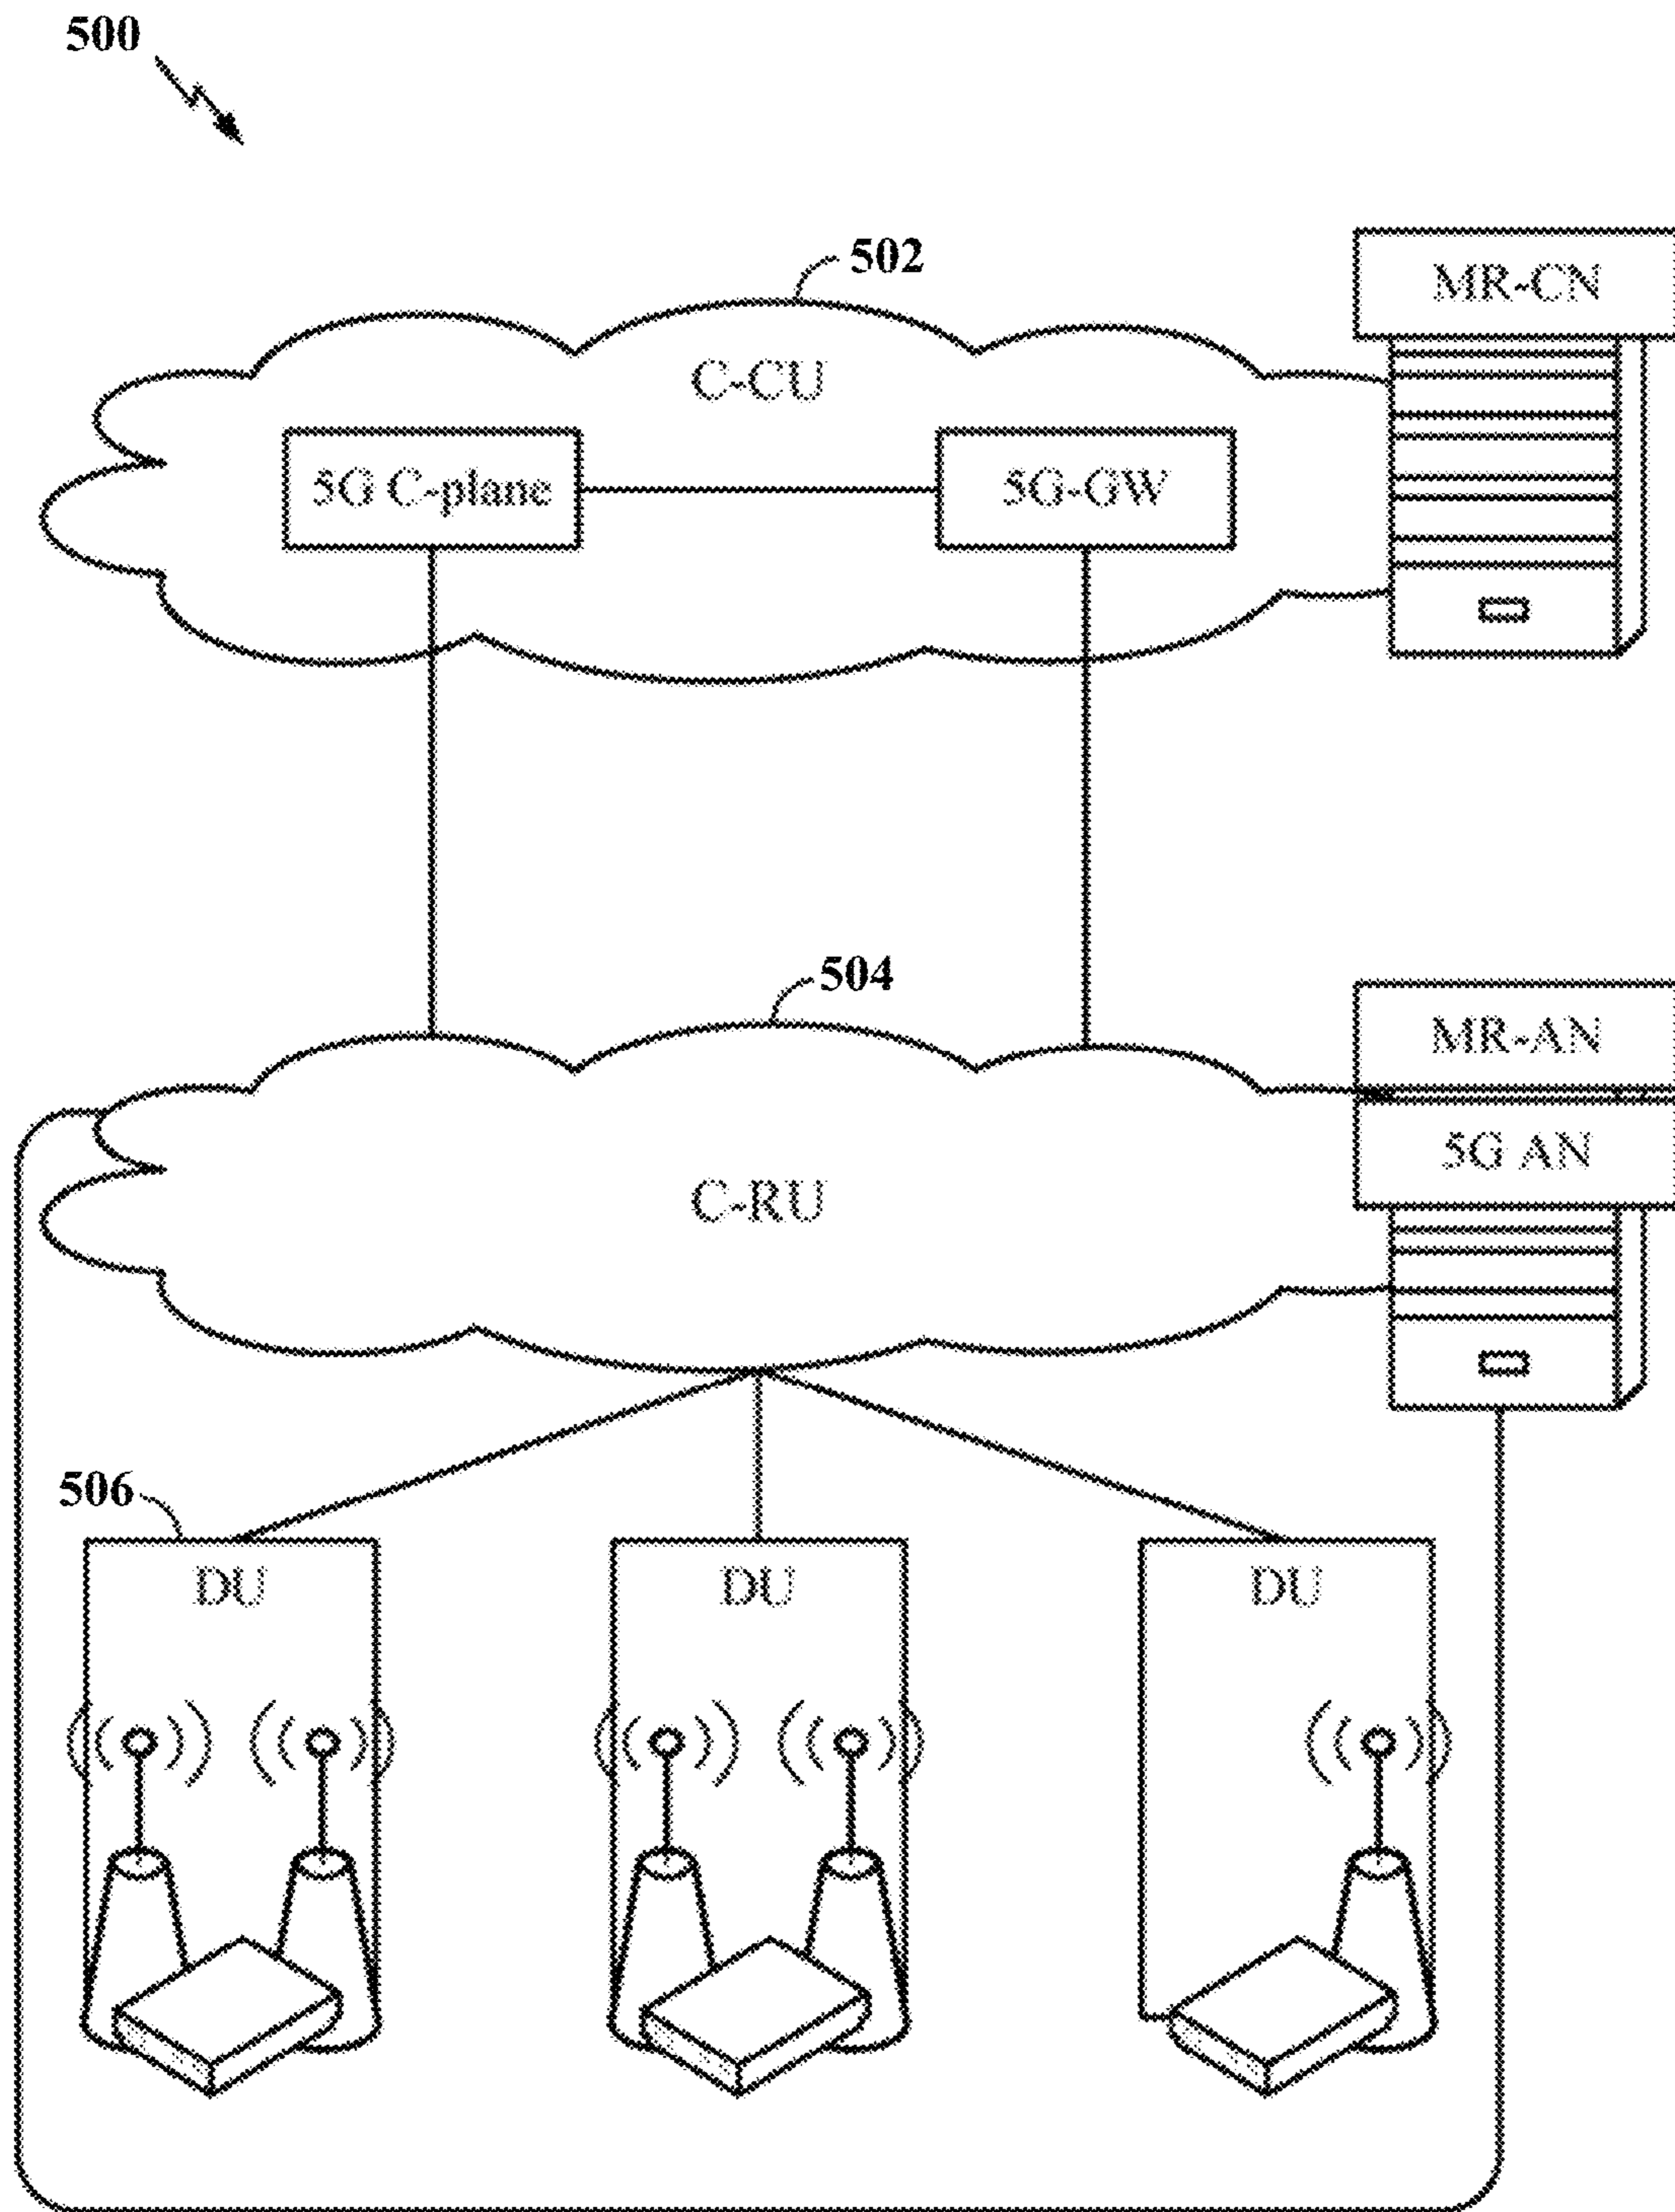 500
502
MR-CN
C-CU
5G C-plane
5G-GW
504
MR-AN
5G AN
C-RU
506
DU
DU
DU